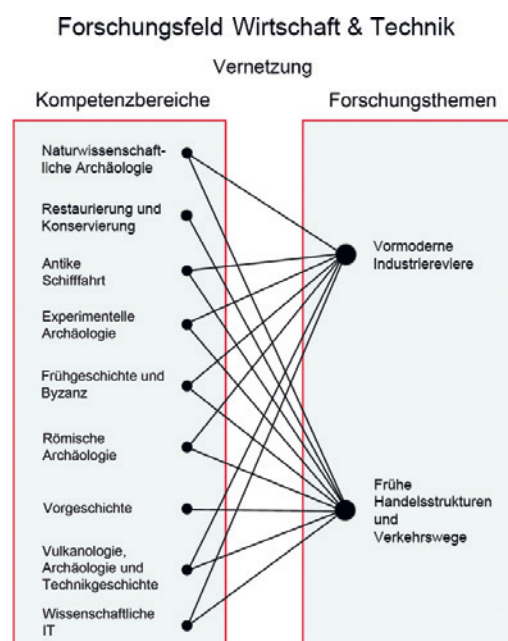 Forschungsfeld Wirtschaft & Technik
Vernetzung
Kompetenzbereiche
Forschungsthemen
Naturwissenschaft-
liche Archäologie
Restaurierung und
Konservierung
Antike
Schifffahrt
Experimentelle
Archäologie
Frühgeschichte und
Byzanz
Römische
Archäologie
Vorgeschichte
Vulkanologie,
Archäologie und
Technikgeschichte
Wissenschaftliche
IT
Vormoderne
Industriereviere
Frühe
Handelsstrukturen
und
Verkehrswege